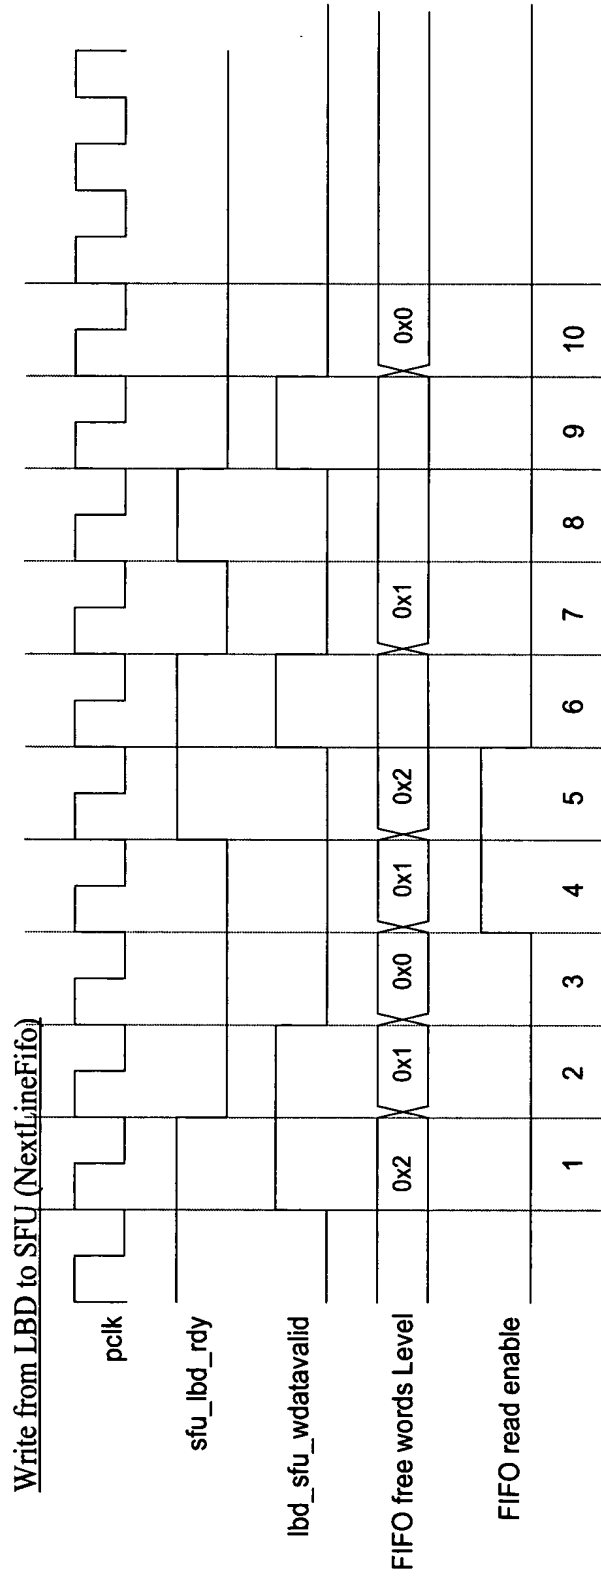 Write from LBD to SFU (NextLineFifo)
pclk
sfu_lbd_rdy
lbd_sfu_wdatavalid
FIFO free words Level
0x2 0x1 0x0 0x1 0x2 0x1 0x0
FIFO read enable
1 2 3 4 5 6 7 8 9 10